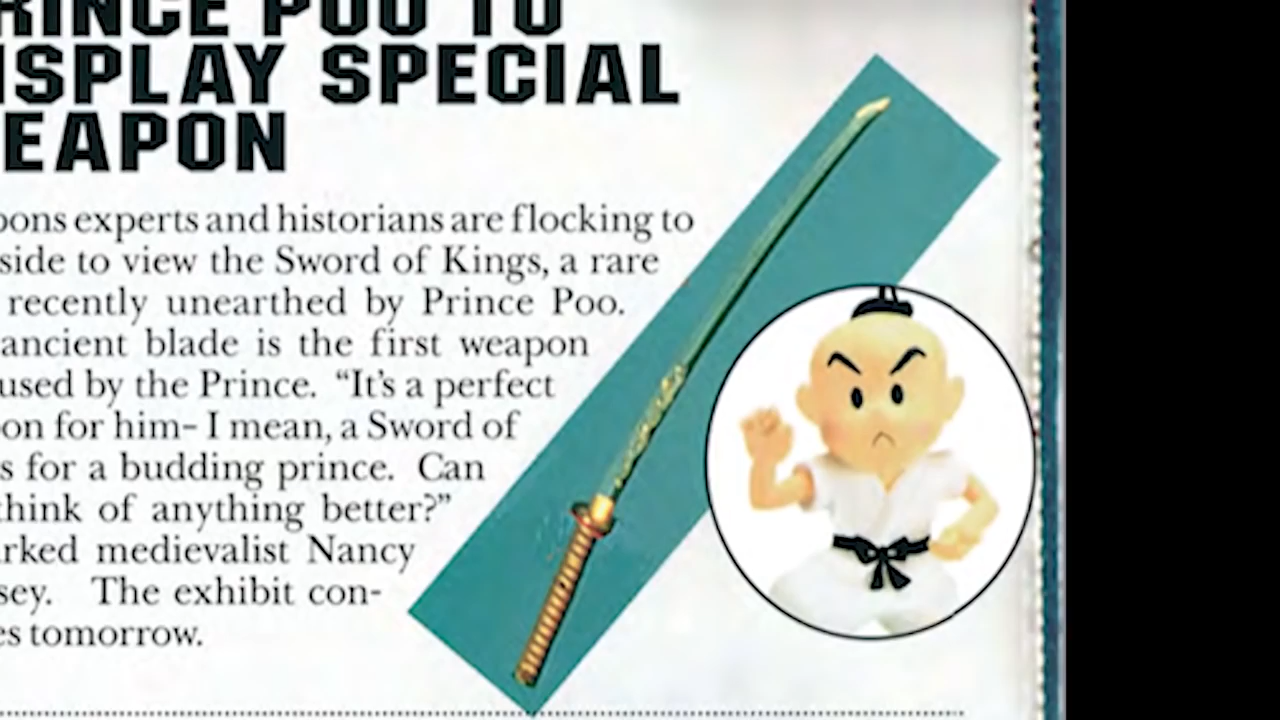 RINCE POO TO
ISPLAY SPECIAL
EAPON
pons experts and historians are flocking to
side to view the Sword of Kings, a rare
recently unearthed by Prince Poo.
ancient blade is the first weapon
used by the Prince. “It’s a perfect
on for him– I mean, a Sword of
s for a budding prince. Can
think of anything better?”
rked medievalist Nancy
sey. The exhibit con-
es tomorrow.